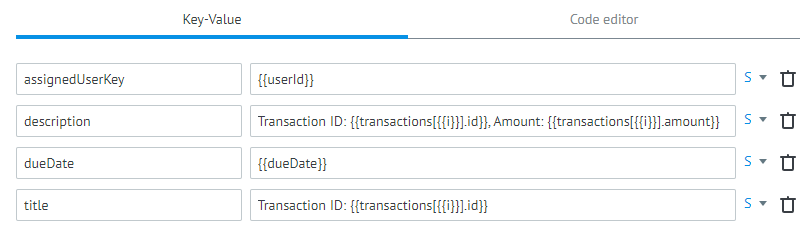 Key-Value Code editor
assignedUserKey {{userId}} S
description Transaction ID: {{transactions[{{i}}].id}}, Amount: {{transactions[{{i}}].amount}} S
dueDate {{dueDate}} S
title Transaction ID: {{transactions[{{i}}].id}} S